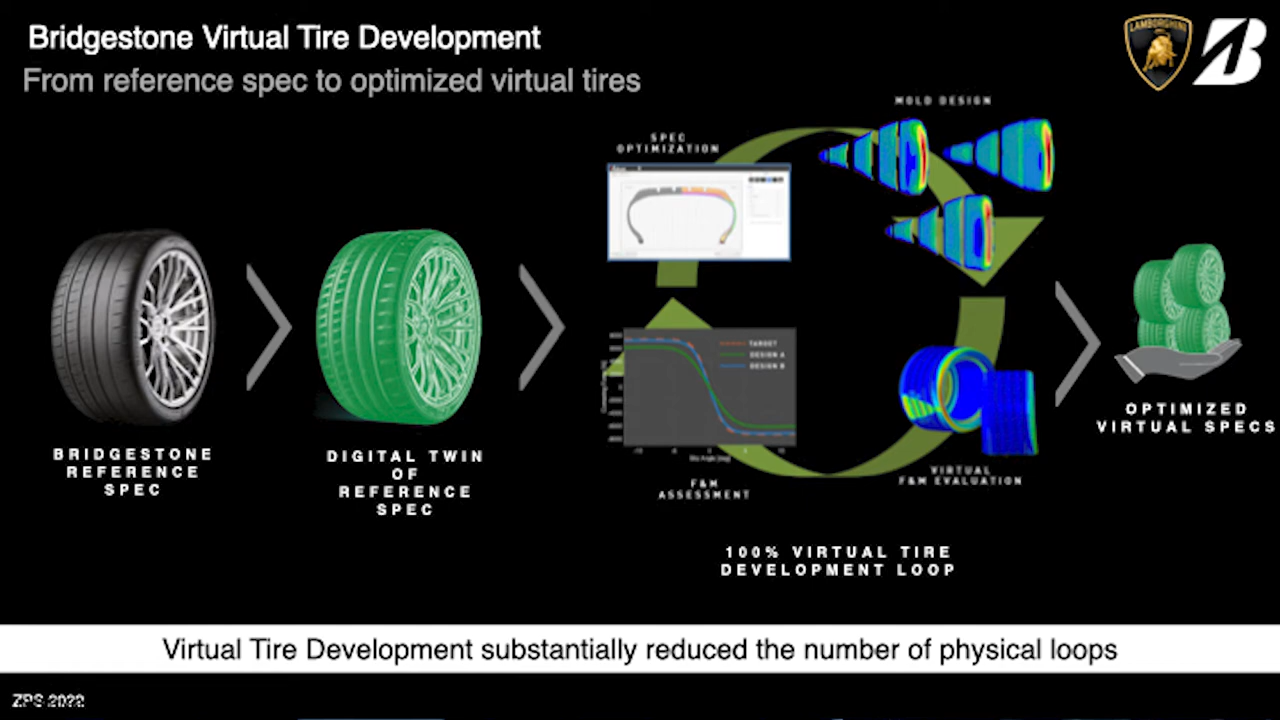 Bridgestone Virtual Tire Development
From reference spec to optimized virtual tires
LAMBORGHINI
MOLD DESIGN
SPEC
OPTIMIZATION
TARGET
DESIGN A
DESIGN B
BRIDGESTONE
REFERENCE
SPEC
DIGITAL TWIN
OF
REFERENCE
SPEC
F&M
ASSESSMENT
VIRTUAL
F&M EVALUATION
OPTIMIZED
VIRTUAL SPECS
100% VIRTUAL TIRE
DEVELOPMENT LOOP
Virtual Tire Development substantially reduced the number of physical loops
ZPS 2022